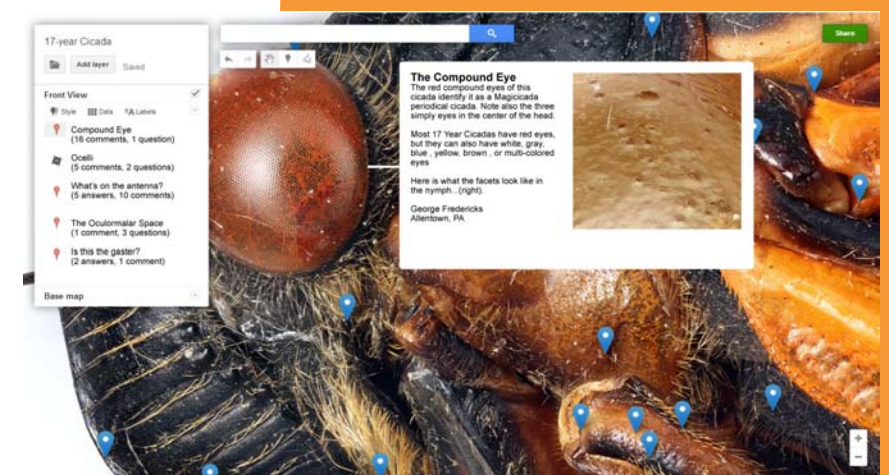 17-year Cicada
Add layer
Saved
Share
Front View
Style
Data
Labels
Compound Eye
(16 comments, 1 question)
Ocelli
(5 comments, 2 questions)
What's on the antenna?
(5 answers, 10 comments)
The Oculormalar Space
(1 comment, 3 questions)
Is this the gaster?
(2 answers, 1 comment)
Base map
The Compound Eye
The red compound eyes of this
cicada identify it as a Magicicada
periodical cicada. Note also the three
simply eyes in the center of the head.
Most 17 Year Cicadas have red eyes,
but they can also have white, gray,
blue , yellow, brown , or multi-colored
eyes
Here is what the facets look like in
the nymph...(right).
George Fredericks
Allentown, PA